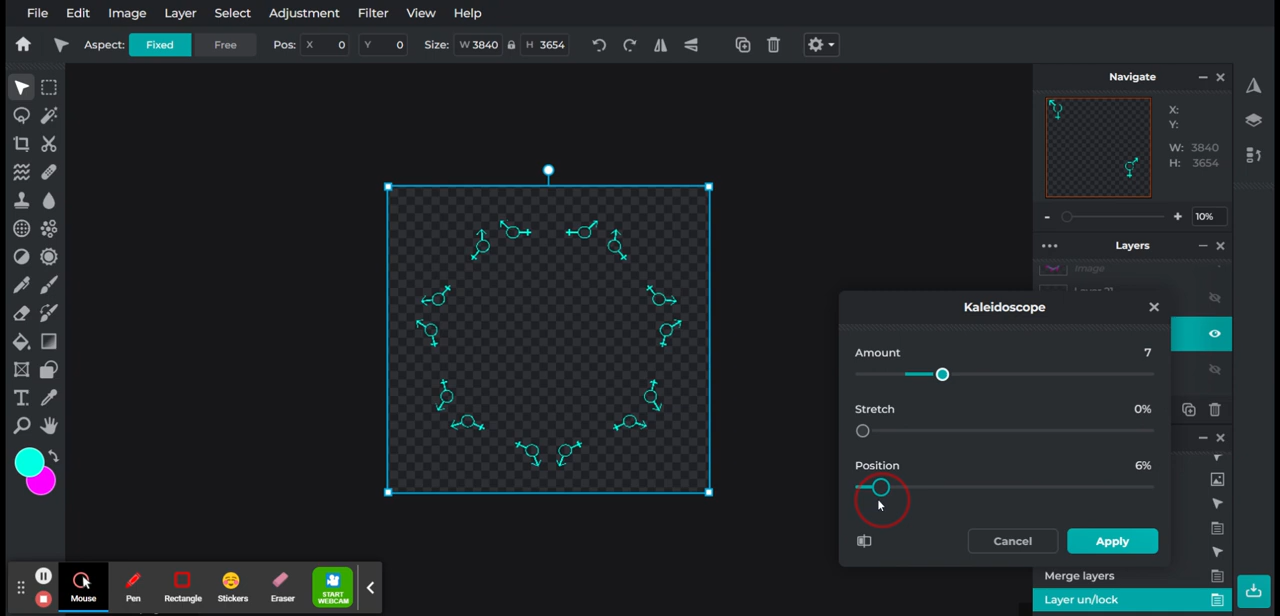 File Edit Image Layer Select Adjustment Filter View Help
Aspect: Fixed Free Pos: X 0 Y 0 Size: W 3840 H 3654
Navigate
X:
Y:
W: 3840
H: 3654
- + 10%
Layers
Image
Kaleidoscope
Amount 7
Stretch 0%
Position 6%
Cancel Apply
Merge layers
Layer un/lock
T
Mouse Pen Rectangle Stickers Eraser START
WEBCAM